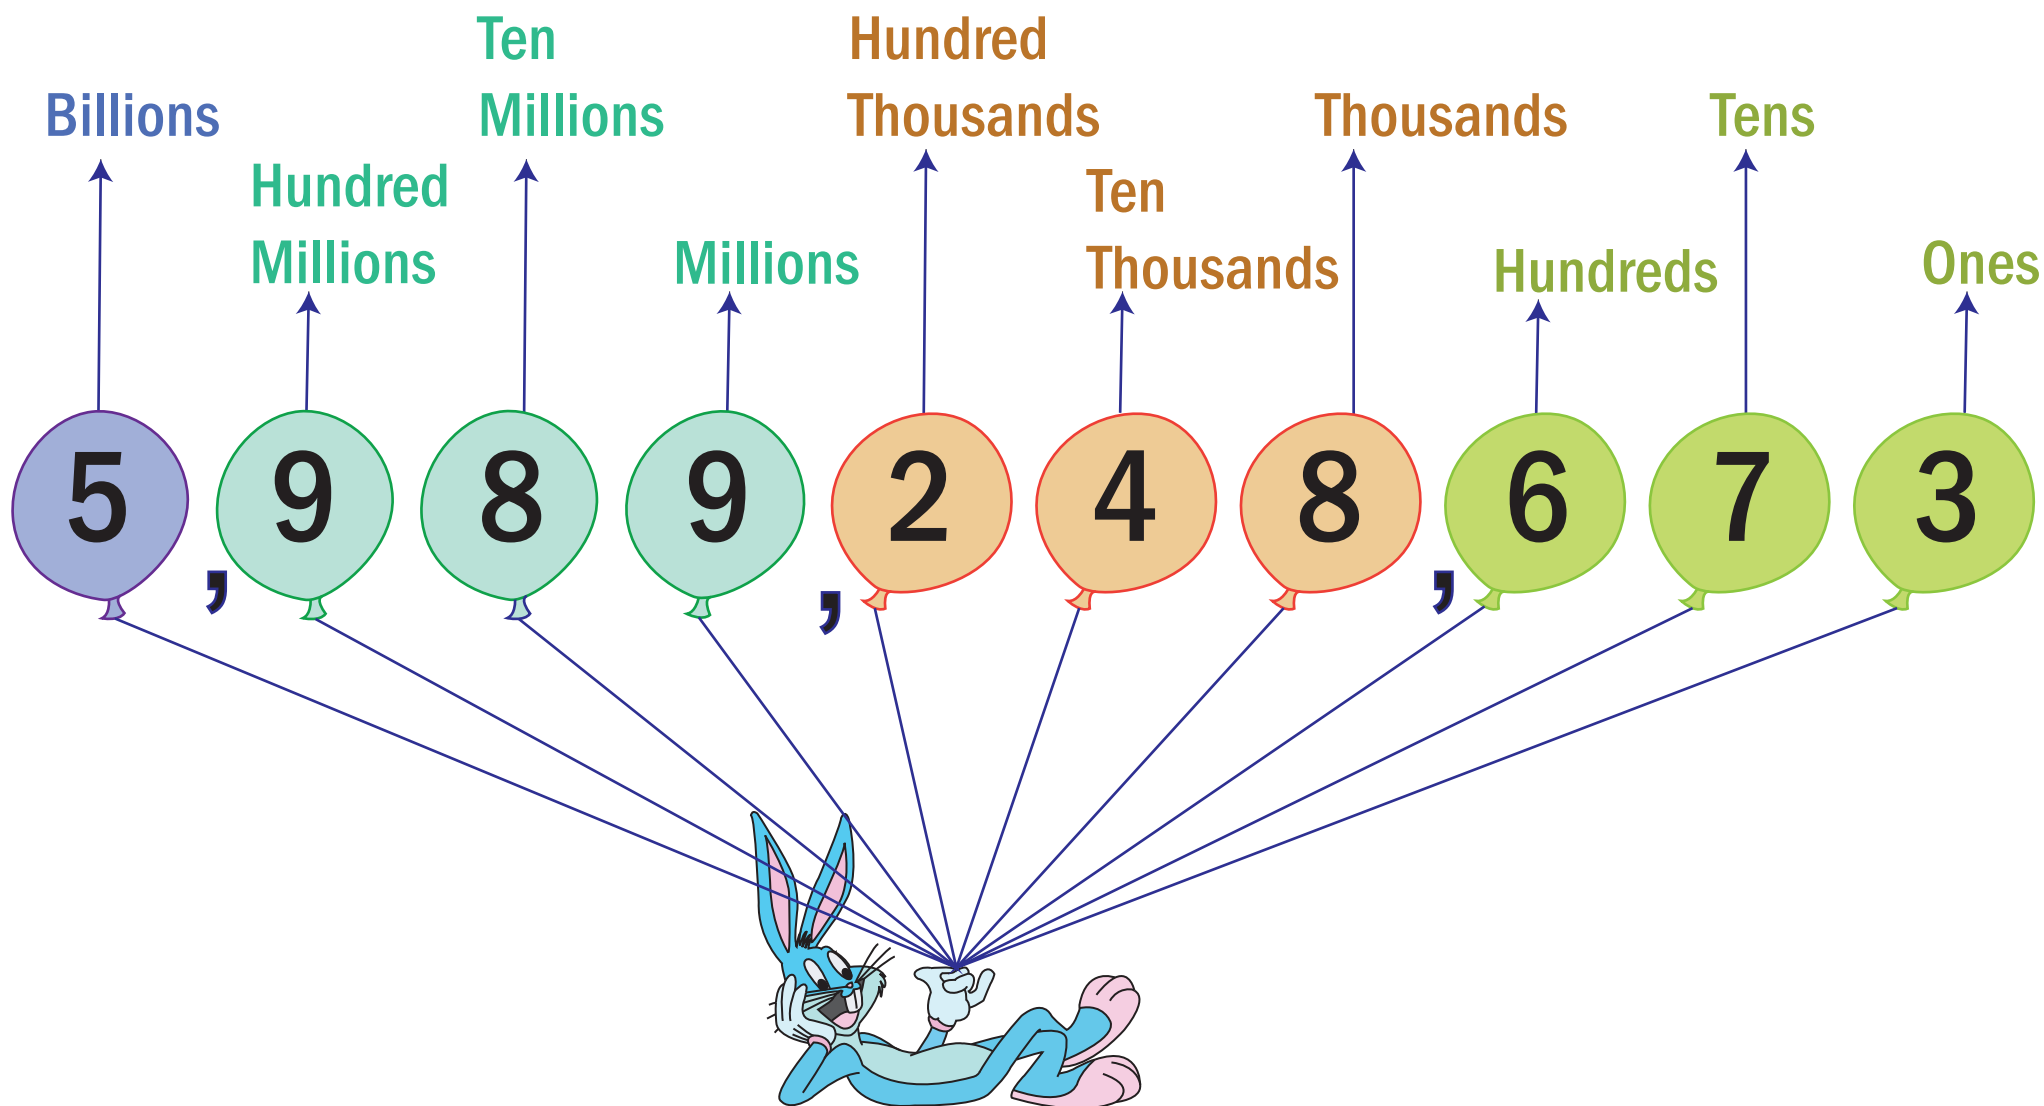 Billions
Hundred
Millions
Ten
Millions
Millions
Hundred
Thousands
Ten
Thousands
Thousands
Hundreds
Tens
Ones
5,989,248,673